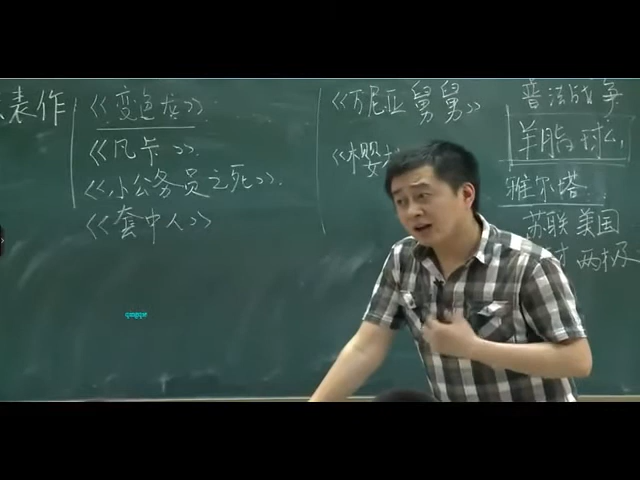 表作
《变色龙》
《凡卡》
《小公务员之死》
《套中人》
《万尼亚舅舅》
《樱
普法战争
羊脂球
雅尔塔
苏联 美国
两极